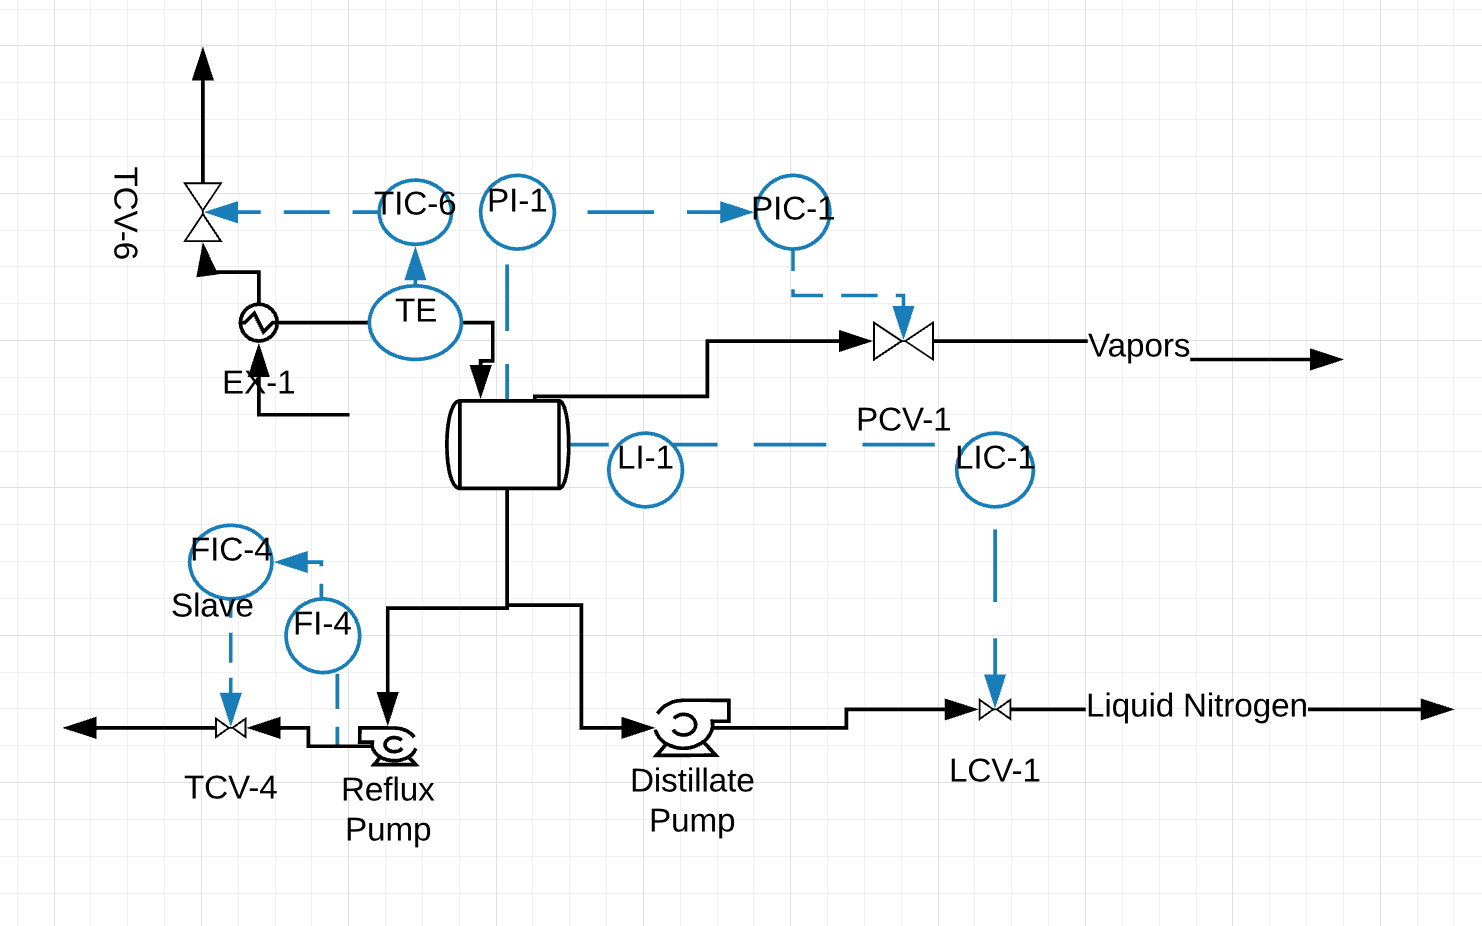 TCV-6
TIC-6
PI-1
PIC-1
TE
Vapors
EX-1
PCV-1
LI-1
LIC-1
FIC-4
Slave
FI-4
Liquid Nitrogen
TCV-4
Reflux
Pump
Distillate
Pump
LCV-1